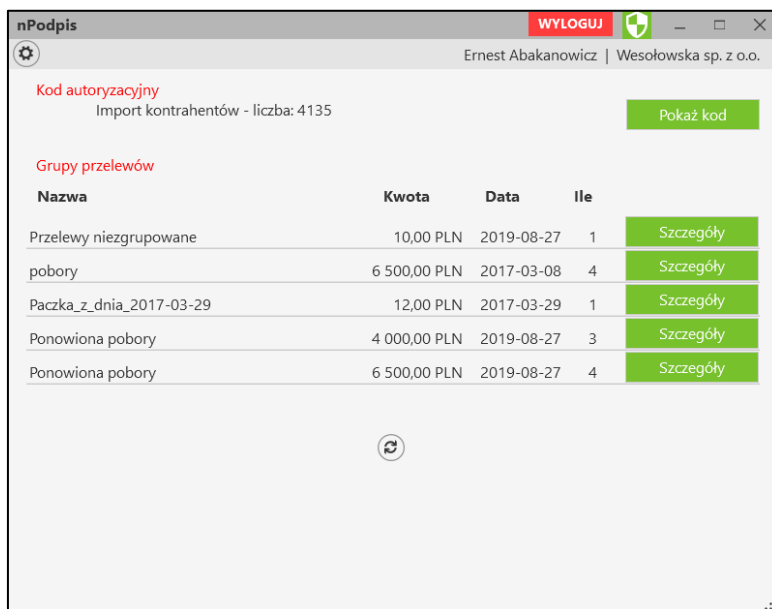 nPodpis WYLOGUJ
Ernest Abakanowicz | Wesołowska sp. z o.o.
Kod autoryzacyjny
Import kontrahentów - liczba: 4135 Pokaż kod
Grupy przelewów
Nazwa Kwota Data Ile
Przelewy niezgrupowane 10,00 PLN 2019-08-27 1 Szczegóły
pobory 6 500,00 PLN 2017-03-08 4 Szczegóły
Paczka_z_dnia_2017-03-29 12,00 PLN 2017-03-29 1 Szczegóły
Ponowiona pobory 4 000,00 PLN 2019-08-27 3 Szczegóły
Ponowiona pobory 6 500,00 PLN 2019-08-27 4 Szczegóły